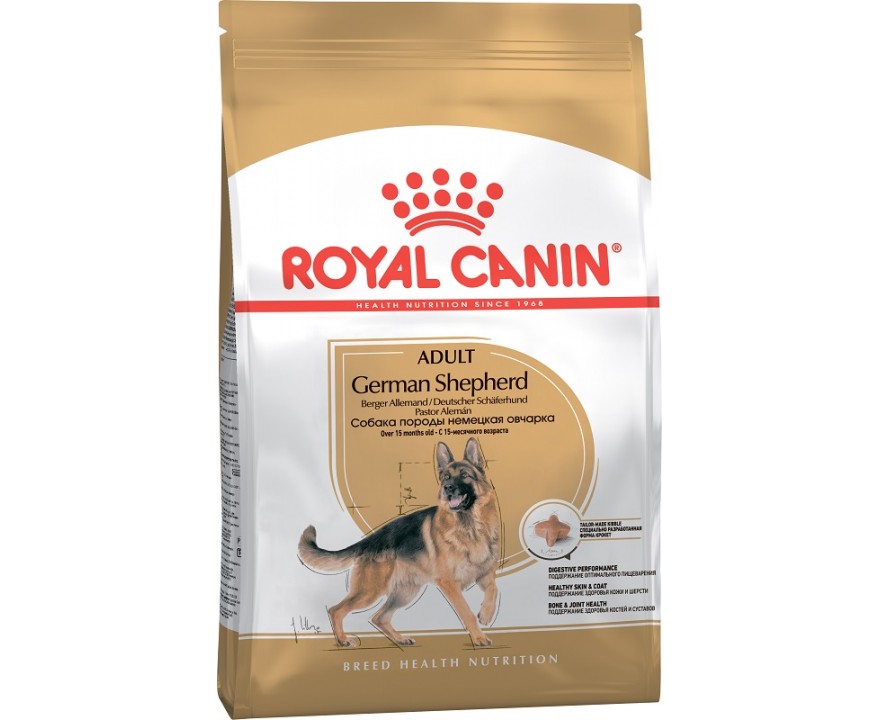 ROYAL CANIN®
HEALTH NUTRITION SINCE 1968
ADULT
German Shepherd
Berger Allemand / Deutscher Schäferhund
Pastor Alemán
Собака породы немецкая овчарка
Over 15 months old - С 15-месячного возраста
TAILOR-MADE KIBBLE
СПЕЦИАЛЬНО РАЗРАБОТАННАЯ
ФОРМА КРОКЕТ
DIGESTIVE PERFORMANCE
ПОДДЕРЖАНИЕ ОПТИМАЛЬНОГО ПИЩЕВАРЕНИЯ
HEALTHY SKIN & COAT
ПОДДЕРЖАНИЕ ЗДОРОВЬЯ КОЖИ И ШЕРСТИ
BONE & JOINT HEALTH
ПОДДЕРЖАНИЕ ЗДОРОВЬЯ КОСТЕЙ И СУСТАВОВ
BREED HEALTH NUTRITION